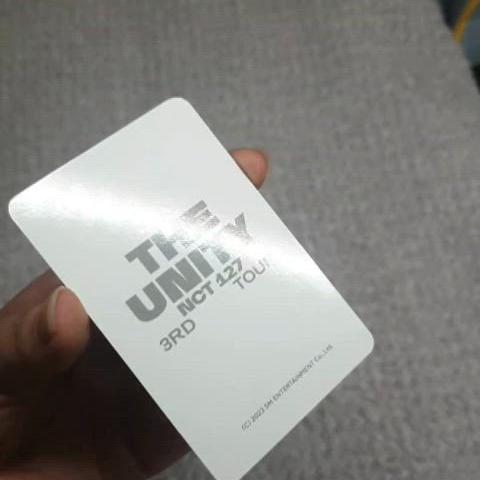 THE
UNITY
NCT 127
3RD TOUR
(C) 2023 SM ENTERTAINMENT Co., Ltd.